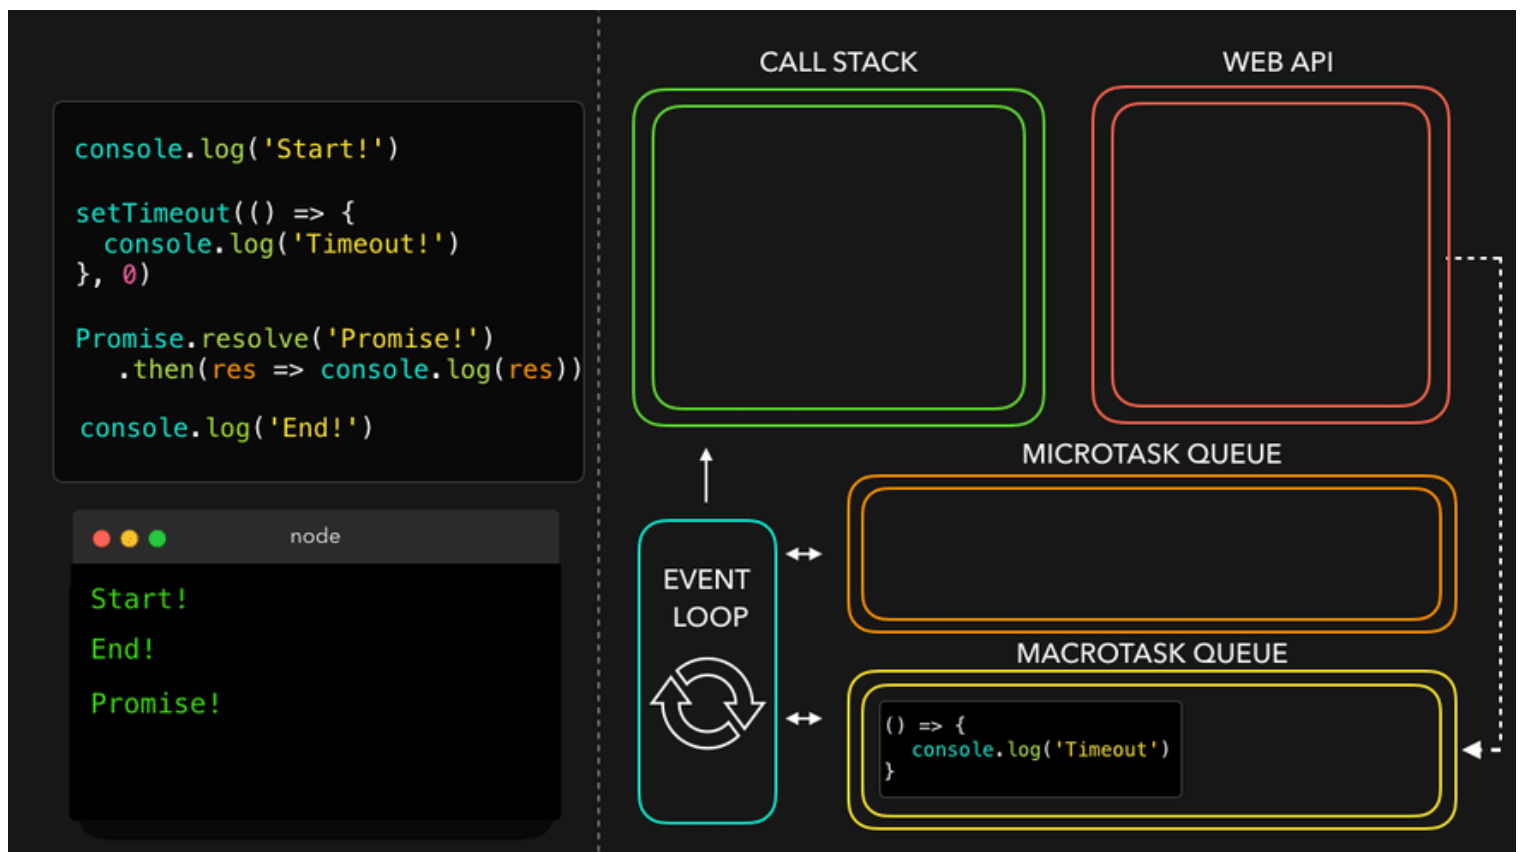 console.log('Start!')
setTimeout(() => {
  console.log('Timeout!')
}, 0)
Promise.resolve('Promise!')
   .then(res => console.log(res))
console.log('End!')
node
Start!
End!
Promise!
CALL STACK
WEB API
MICROTASK QUEUE
EVENT
LOOP
MACROTASK QUEUE
() => {
  console.log('Timeout')
}